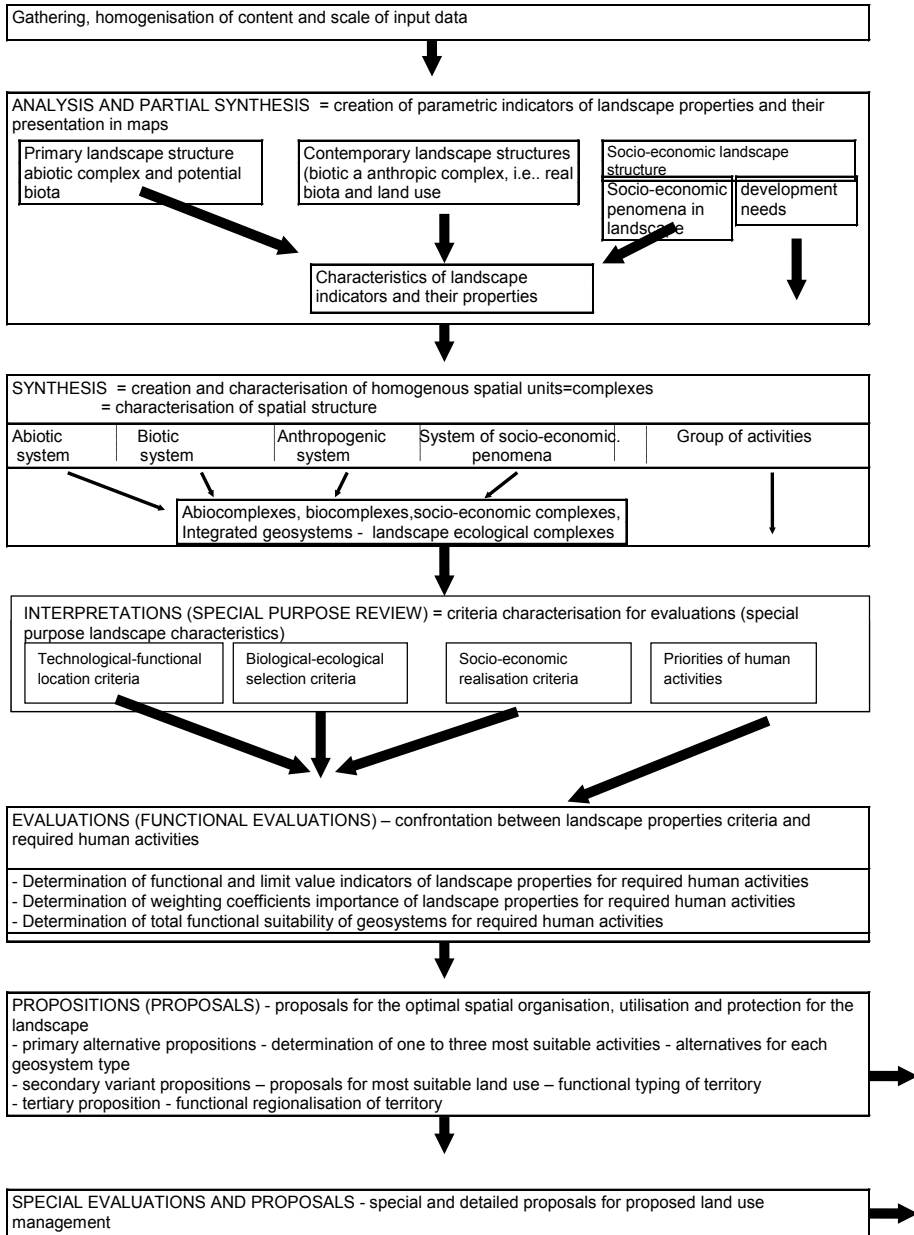 Gathering, homogenisation of content and scale of input data
ANALYSIS AND PARTIAL SYNTHESIS = creation of parametric indicators of landscape properties and their
presentation in maps
Primary landscape structure
abiotic complex and potential
biota
Contemporary landscape structures
(biotic a anthropic complex, i.e.. real
biota and land use
Socio-economic landscape
structure
Socio-economic
penomena in
landscape
development
needs
Characteristics of landscape
indicators and their properties
SYNTHESIS = creation and characterisation of homogenous spatial units=complexes
= characterisation of spatial structure
Abiotic
system
Biotic
system
Anthropogenic
system
System of socio-economic.
penomena
Group of activities
Abiocomplexes, biocomplexes,socio-economic complexes,
Integrated geosystems - landscape ecological complexes
INTERPRETATIONS (SPECIAL PURPOSE REVIEW) = criteria characterisation for evaluations (special
purpose landscape characteristics)
Technological-functional
location criteria
Biological-ecological
selection criteria
Socio-economic
realisation criteria
Priorities of human
activities
EVALUATIONS (FUNCTIONAL EVALUATIONS) – confrontation between landscape properties criteria and
required human activities
- Determination of functional and limit value indicators of landscape properties for required human activities
- Determination of weighting coefficients importance of landscape properties for required human activities
- Determination of total functional suitability of geosystems for required human activities
PROPOSITIONS (PROPOSALS) - proposals for the optimal spatial organisation, utilisation and protection for the
landscape
- primary alternative propositions - determination of one to three most suitable activities - alternatives for each
geosystem type
- secondary variant propositions – proposals for most suitable land use – functional typing of territory
- tertiary proposition - functional regionalisation of territory
SPECIAL EVALUATIONS AND PROPOSALS - special and detailed proposals for proposed land use
management